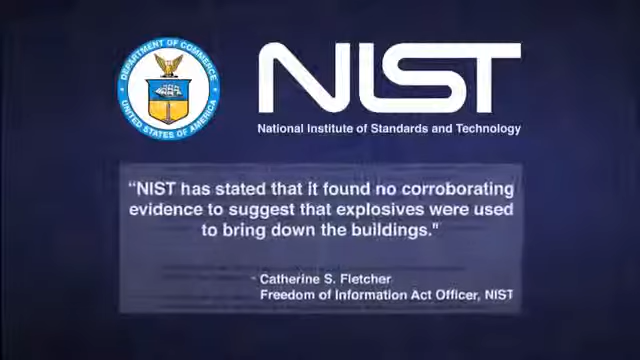 DEPARTMENT OF COMMERCE
UNITED STATES OF AMERICA
NIST
National Institute of Standards and Technology
“NIST has stated that it found no corroborating
evidence to suggest that explosives were used
to bring down the buildings."
- Catherine S. Fletcher
Freedom of Information Act Officer, NIST